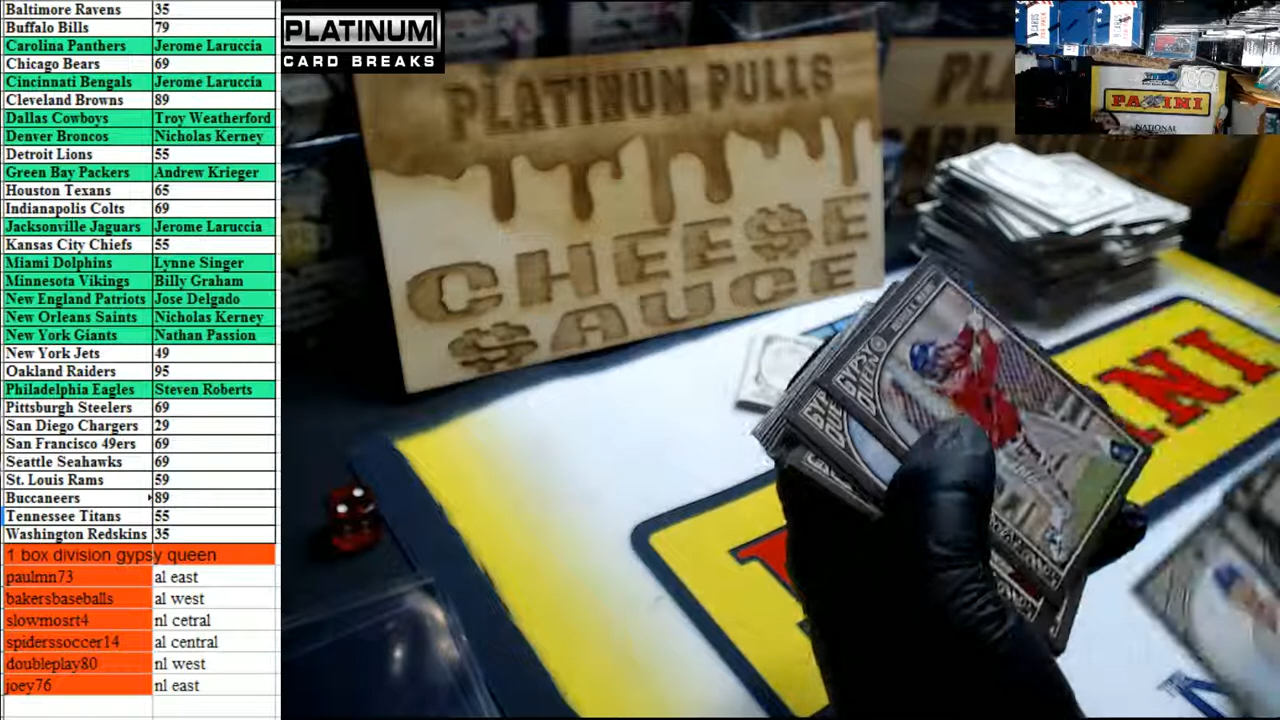 Baltimore Ravens 35
Buffalo Bills 79
Carolina Panthers Jerome Laruccia
Chicago Bears 69
Cincinnati Bengals Jerome Laruccia
Cleveland Browns 89
Dallas Cowboys Troy Weatherford
Denver Broncos Nicholas Kerney
Detroit Lions 55
Green Bay Packers Andrew Krieger
Houston Texans 65
Indianapolis Colts 69
Jacksonville Jaguars Jerome Laruccia
Kansas City Chiefs 55
Miami Dolphins Lynne Singer
Minnesota Vikings Billy Graham
New England Patriots Jose Delgado
New Orleans Saints Nicholas Kerney
New York Giants Nathan Passion
New York Jets 49
Oakland Raiders 95
Philadelphia Eagles Steven Roberts
Pittsburgh Steelers 69
San Diego Chargers 29
San Francisco 49ers 69
Seattle Seahawks 69
St. Louis Rams 59
Buccaneers 89
Tennessee Titans 55
Washington Redskins 35
1 box division gypsy queen
paulmn73 al east
bakersbaseballs al west
slowmosrt4 nl cetral
spiderssoccer14 al central
doubleplay80 nl west
joey76 nl east
PLATINUM
CARD BREAKS
PLATINUM PULLS
CHEE$E
$AUCE
GYPSY
QUEEN
PANINI
NATIONAL
NI